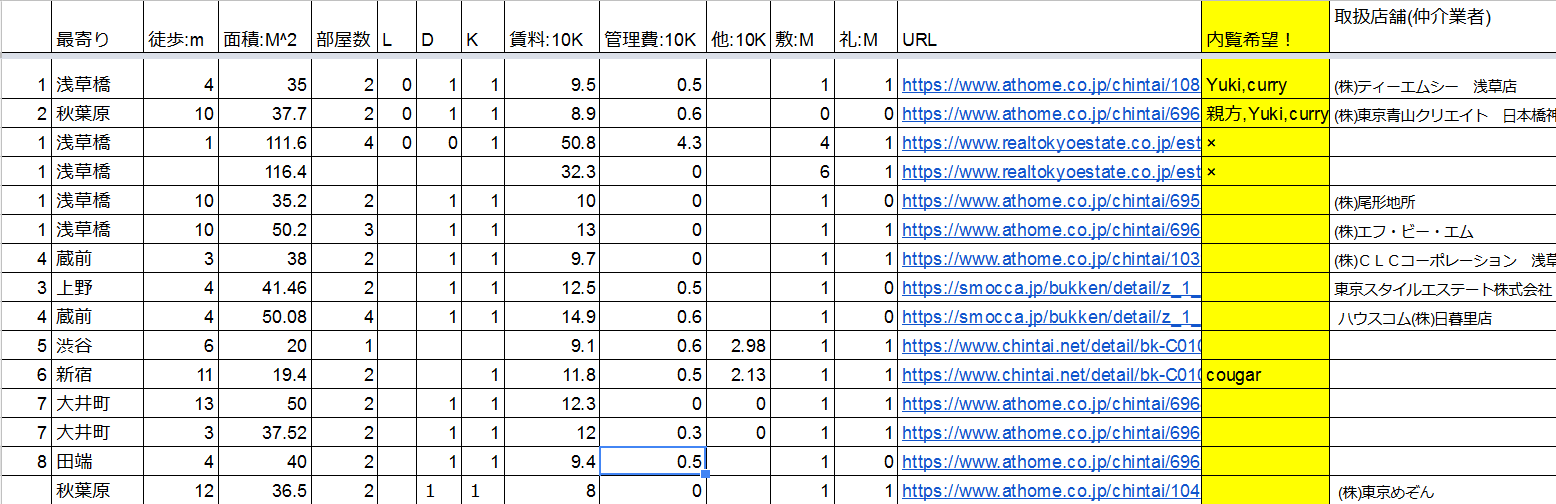 最寄り 徒歩:m 面積:M^2 部屋数 L D K 賃料:10K 管理費:10K 他:10K 敷:M 礼:M URL 内覧希望！ 取扱店舗(仲介業者)
1 浅草橋 4 35 2 0 1 1 9.5 0.5 1 1 https://www.athome.co.jp/chintai/108 Yuki,curry (株)ティーエムシー　浅草店
2 秋葉原 10 37.7 2 0 1 1 8.9 0.6 0 0 https://www.athome.co.jp/chintai/696 親方,Yuki,curry (株)東京青山クリエイト　日本橋神
1 浅草橋 1 111.6 4 0 0 1 50.8 4.3 4 1 https://www.realtokyoestate.co.jp/est ×
1 浅草橋 116.4 32.3 0 6 1 https://www.realtokyoestate.co.jp/est ×
1 浅草橋 10 35.2 2 1 1 10 0 1 0 https://www.athome.co.jp/chintai/695 (株)尾形地所
1 浅草橋 10 50.2 3 1 1 13 0 1 1 https://www.athome.co.jp/chintai/696 (株)エフ・ビー・エム
4 蔵前 3 38 2 1 1 9.7 0 1 1 https://www.athome.co.jp/chintai/103 (株)ＣＬＣコーポレーション　浅草
3 上野 4 41.46 2 1 1 12.5 0.5 1 0 https://smocca.jp/bukken/detail/z_1_ 東京スタイルエステート株式会社
4 蔵前 4 50.08 4 1 1 14.9 0.6 1 0 https://smocca.jp/bukken/detail/z_1_ ハウスコム(株)日暮里店
5 渋谷 6 20 1 9.1 0.6 2.98 1 1 https://www.chintai.net/detail/bk-C010
6 新宿 11 19.4 2 1 11.8 0.5 2.13 1 1 https://www.chintai.net/detail/bk-C010 cougar
7 大井町 13 50 2 1 1 12.3 0 0 1 1 https://www.athome.co.jp/chintai/696
7 大井町 3 37.52 2 1 1 12 0.3 0 1 1 https://www.athome.co.jp/chintai/696
8 田端 4 40 2 1 1 9.4 0.5 1 0 https://www.athome.co.jp/chintai/696
秋葉原 12 36.5 2 1 1 8 0 1 1 https://www.athome.co.jp/chintai/104 (株)東京めぞん